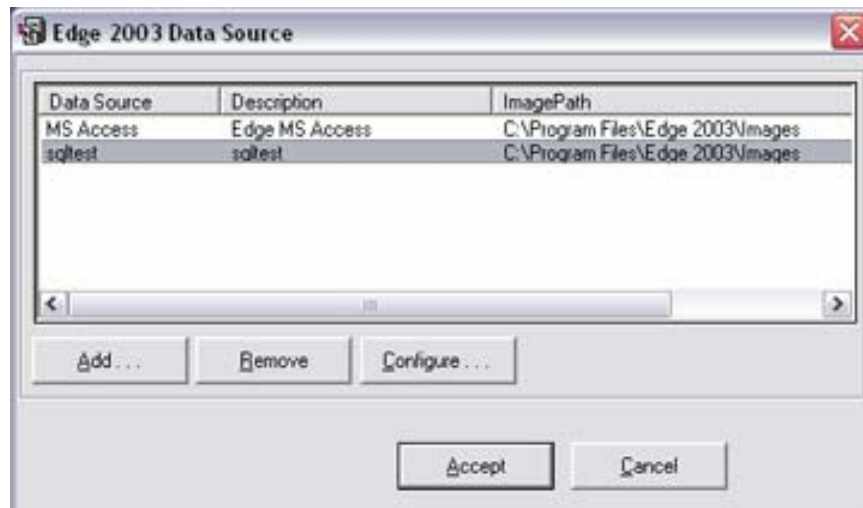 Edge 2003 Data Source
Data Source Description ImagePath
MS Access Edge MS Access C:\Program Files\Edge 2003\Images
sqltest sqltest C:\Program Files\Edge 2003\Images
Add . . . Remove Configure . . .
Accept Cancel